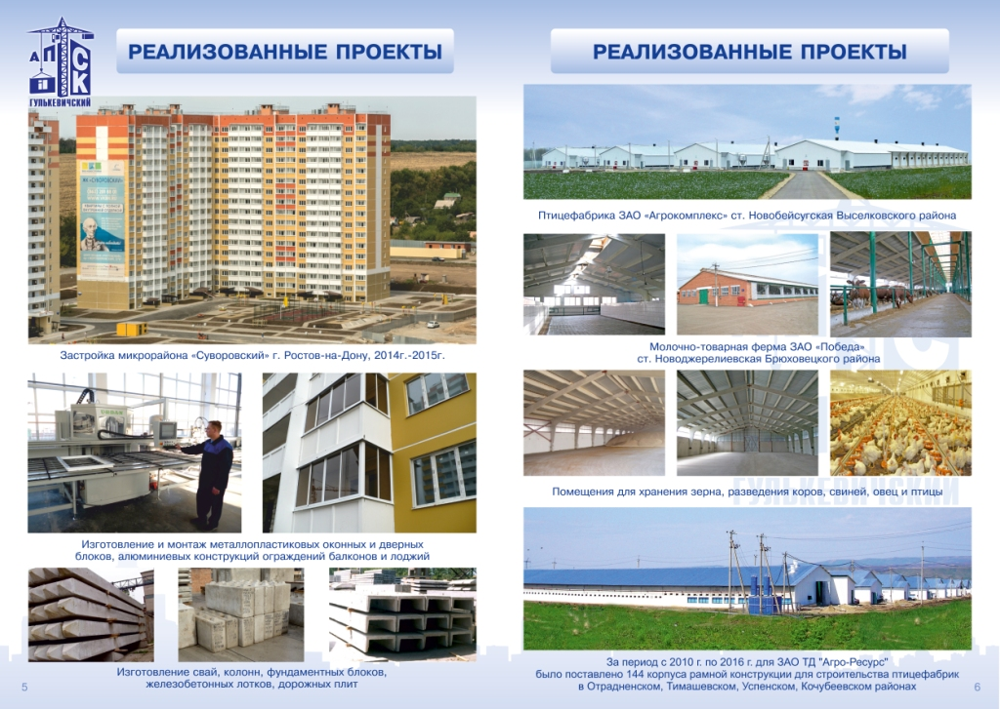 АПСК
ГУЛЬКЕВИЧСКИЙ
РЕАЛИЗОВАННЫЕ ПРОЕКТЫ
Застройка микрорайона «Суворовский» г. Ростов-на-Дону, 2014г.-2015г.
Изготовление и монтаж металлопластиковых оконных и дверных
блоков, алюминиевых конструкций ограждений балконов и лоджий
Изготовление свай, колонн, фундаментных блоков,
железобетонных лотков, дорожных плит
5
РЕАЛИЗОВАННЫЕ ПРОЕКТЫ
Птицефабрика ЗАО «Агрокомплекс» ст. Новобейсугская Выселковского района
Молочно-товарная ферма ЗАО «Победа»
ст. Новоджерелиевская Брюховецкого района
Помещения для хранения зерна, разведения коров, свиней, овец и птицы
ГУЛЬКЕВИЧСКИЙ
За период с 2010 г. по 2016 г. для ЗАО ТД "Агро-Ресурс"
было поставлено 144 корпуса рамной конструкции для строительства птицефабрик
в Отрадненском, Тимашевском, Успенском, Кочубеевском районах
6